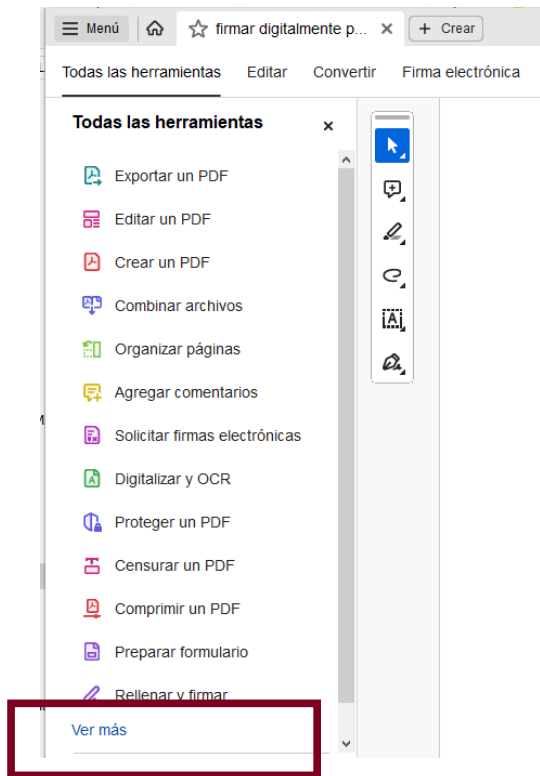 Menú firmar digitalmente p... Crear
Todas las herramientas Editar Convertir Firma electrónica
Todas las herramientas
Exportar un PDF
Editar un PDF
Crear un PDF
Combinar archivos
Organizar páginas
Agregar comentarios
Solicitar firmas electrónicas
Digitalizar y OCR
Proteger un PDF
Censurar un PDF
Comprimir un PDF
Preparar formulario
Rellenar y firmar
Ver más